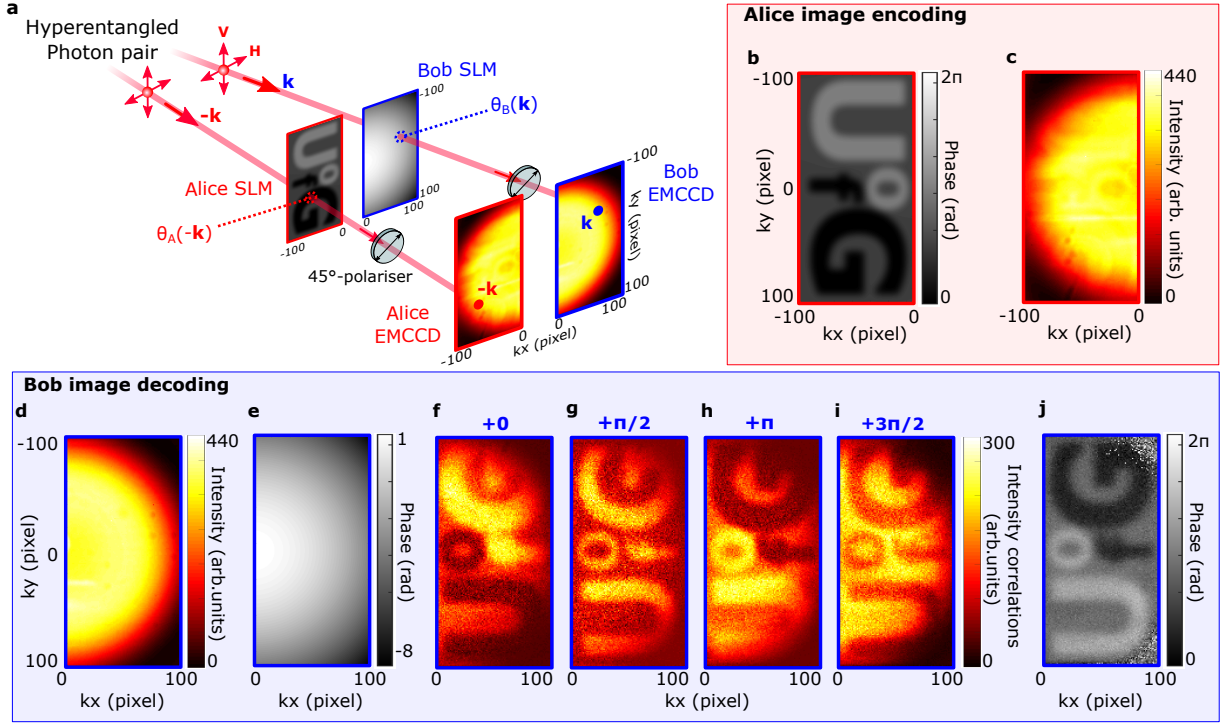 a
Hyperentangled
Photon pair
V
H
k
-k
Bob SLM
-100
θB(k)
100
0
100
Alice SLM
θA(-k)
0
-100
45°-polariser
-100
Bob
EMCCD
k
ky (pixel)
100
100
0
-k
Alice
EMCCD
0
-100
kx (pixel)
U
o
f
G
Alice image encoding
b
-100
0
100
ky (pixel)
-100
0
kx (pixel)
U
o
f
G
2π
0
Phase (rad)
c
-100
0
kx (pixel)
440
0
Intensity (arb. units)
Bob image decoding
d
-100
0
100
ky (pixel)
0
100
kx (pixel)
440
0
Intensity (arb.units)
e
0
100
kx (pixel)
1
-8
Phase (rad)
f
+0
0
100
kx (pixel)
g
+π/2
0
100
kx (pixel)
h
+π
0
100
kx (pixel)
i
+3π/2
0
100
kx (pixel)
300
0
Intensity correlations
(arb.units)
j
0
100
kx (pixel)
2π
0
Phase (rad)